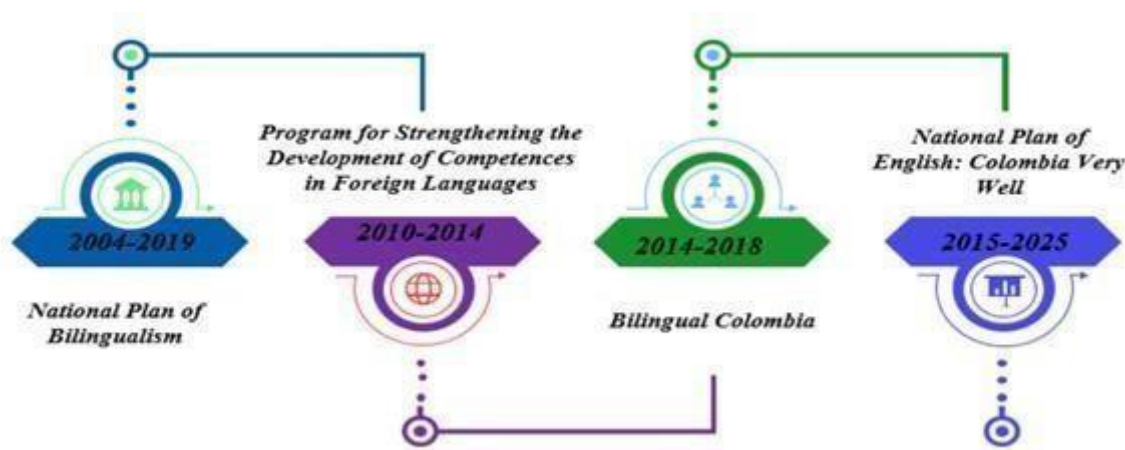 2004-2019
National Plan of
Bilingualism
Program for Strengthening the
Development of Competences
in Foreign Languages
2010-2014
2014-2018
Bilingual Colombia
National Plan of
English: Colombia Very
Well
2015-2025